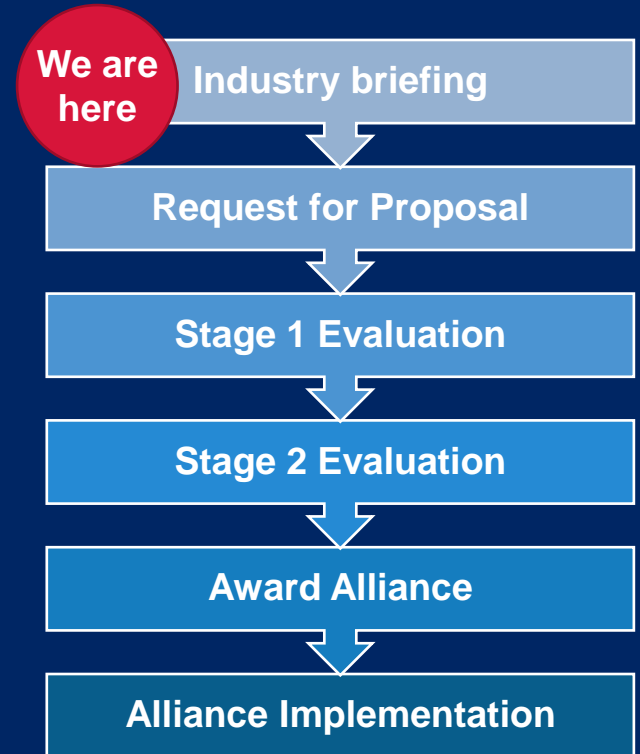 We are
here
Industry briefing
Request for Proposal
Stage 1 Evaluation
Stage 2 Evaluation
Award Alliance
Alliance Implementation